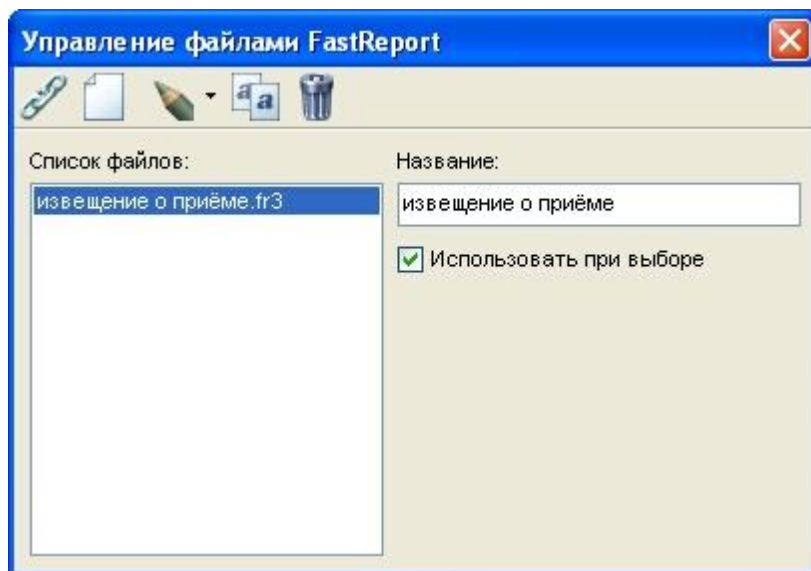 Управление файлами FastReport
Список файлов:
Название:
извещение о приёме.fr3
извещение о приёме
Использовать при выборе